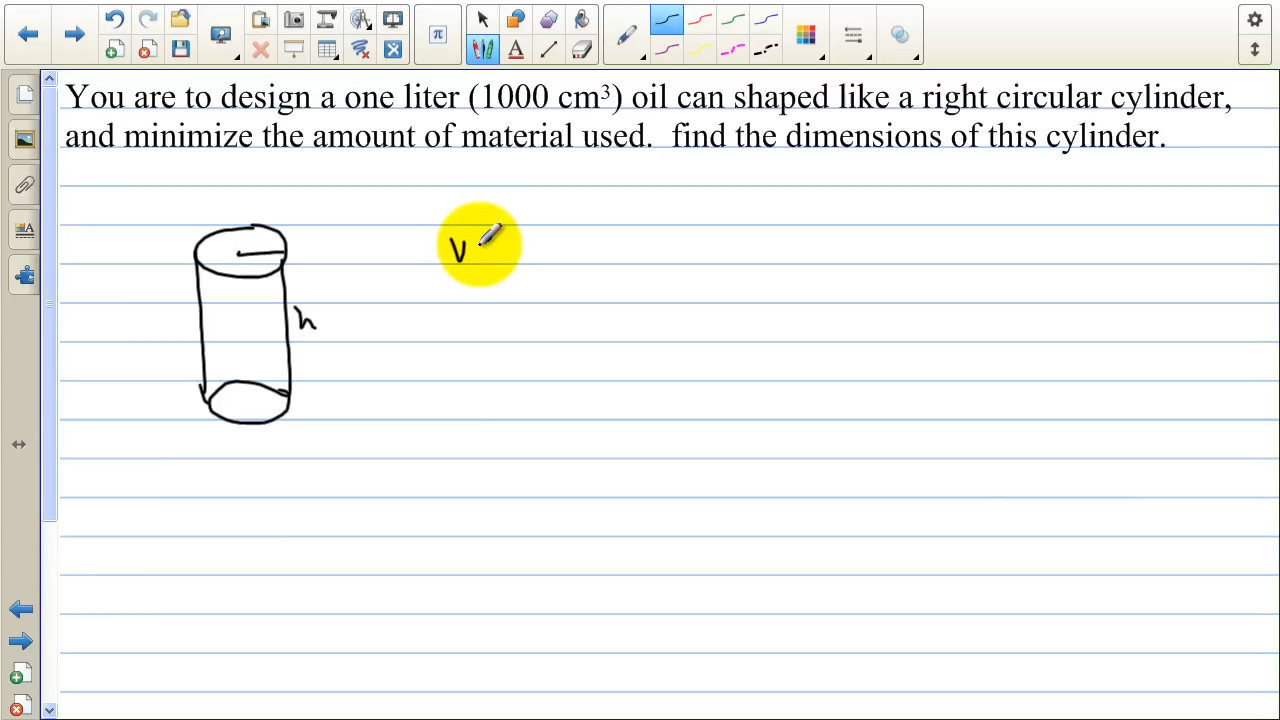 You are to design a one liter (1000 cm³) oil can shaped like a right circular cylinder,
and minimize the amount of material used.  find the dimensions of this cylinder.
V
h